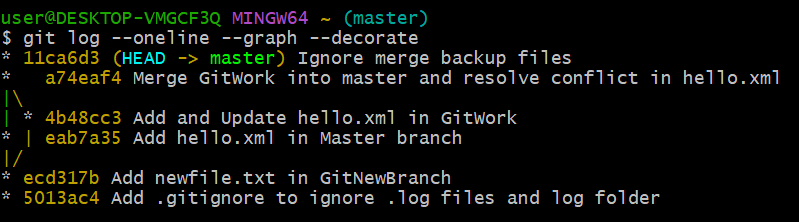 user@DESKTOP-VMGCF3Q MINGW64 ~ (master)
$ git log --oneline --graph --decorate
* 11ca6d3 (HEAD -> master) Ignore merge backup files
*   a74eaf4 Merge GitWork into master and resolve conflict in hello.xml
|\
| * 4b48cc3 Add and Update hello.xml in GitWork
* | eab7a35 Add hello.xml in Master branch
|/
* ecd317b Add newfile.txt in GitNewBranch
* 5013ac4 Add .gitignore to ignore .log files and log folder